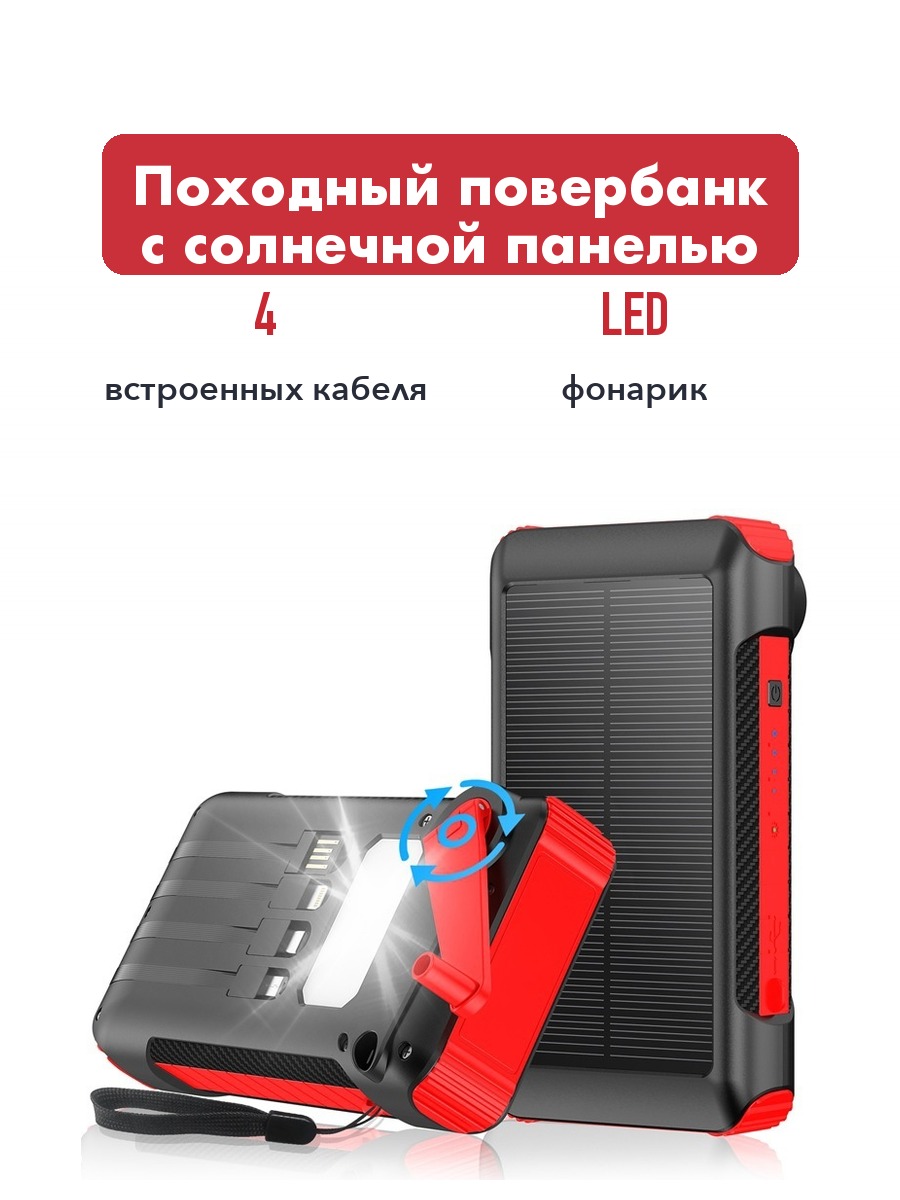 Походный повербанк
с солнечной панелью
4
LED
встроенных кабеля
фонарик